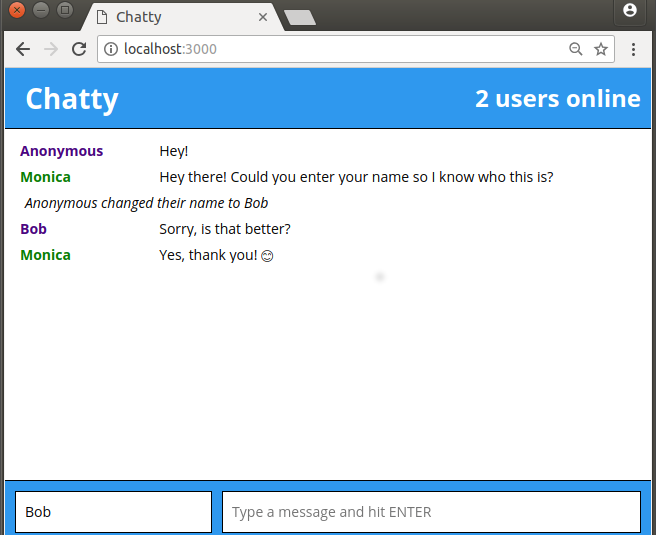 Chatty
localhost:3000
Chatty 2 users online
Anonymous Hey!
Monica Hey there! Could you enter your name so I know who this is?
Anonymous changed their name to Bob
Bob Sorry, is that better?
Monica Yes, thank you! 😊
Bob Type a message and hit ENTER